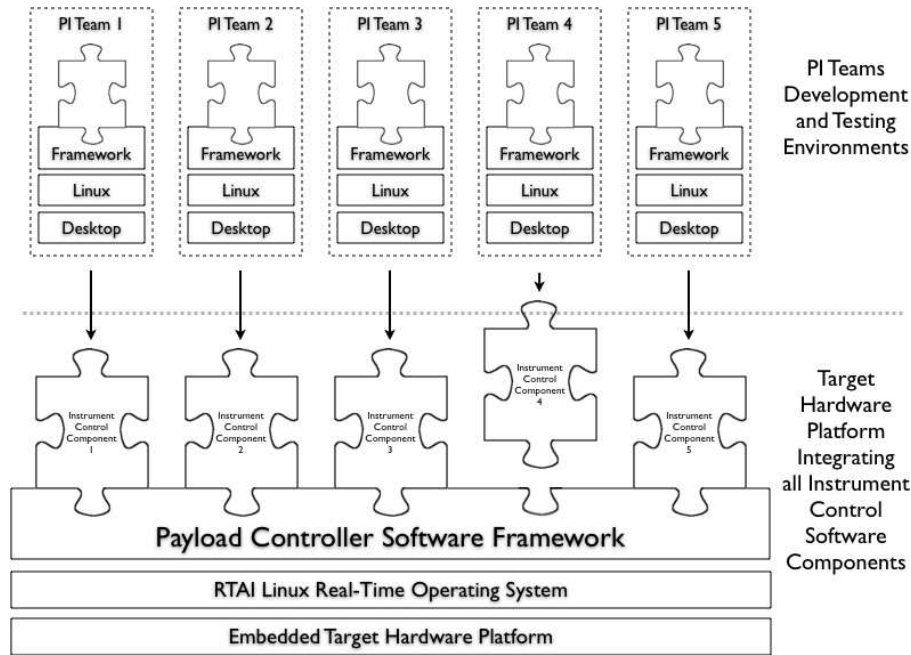 PI Team 1
PI Team 2
PI Team 3
PI Team 4
PI Team 5
Framework
Framework
Framework
Framework
Framework
Linux
Linux
Linux
Linux
Linux
Desktop
Desktop
Desktop
Desktop
Desktop
PI Teams
Development
and Testing
Environments
Instrument
Control
Component
1
Instrument
Control
Component
2
Instrument
Control
Component
3
Instrument
Control
Component
4
Instrument
Control
Component
5
Target
Hardware
Platform
Integrating
all Instrument
Control
Software
Components
Payload Controller Software Framework
RTAI Linux Real-Time Operating System
Embedded Target Hardware Platform